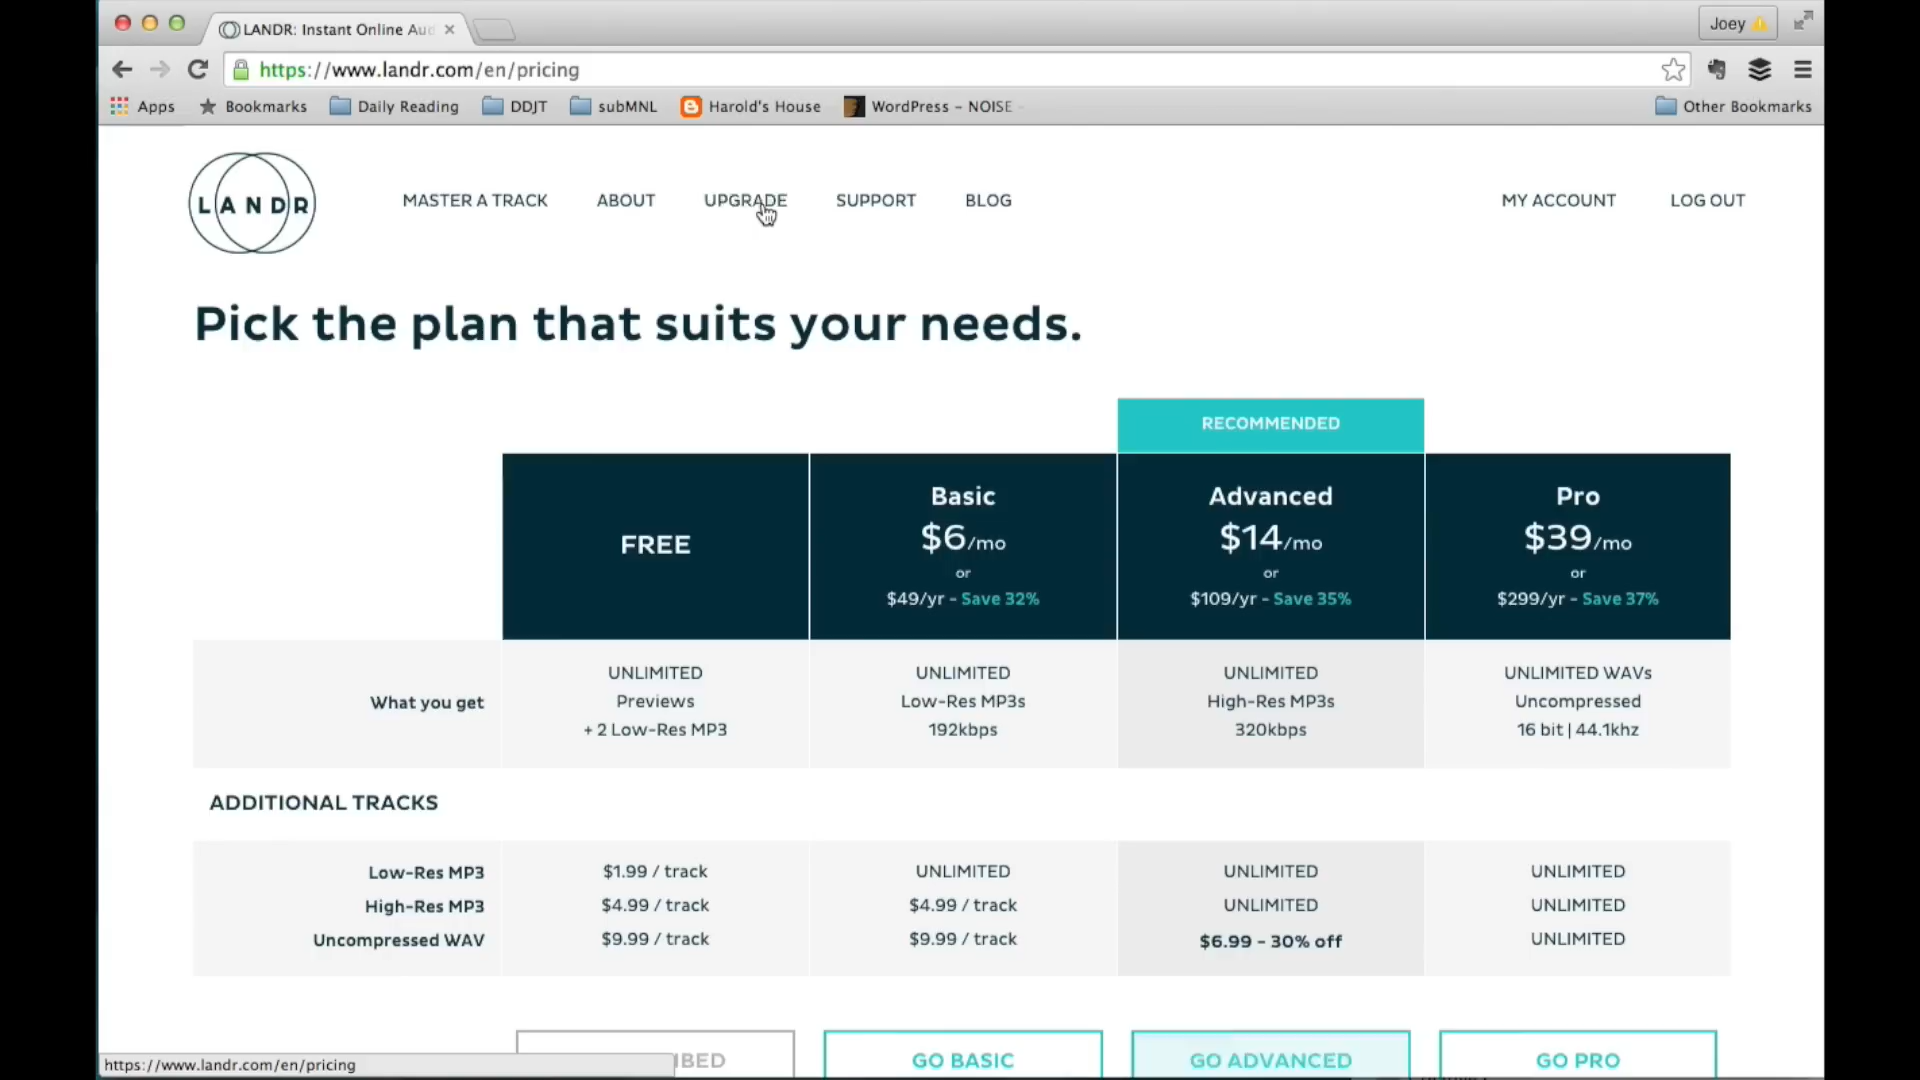 LANDR: Instant Online Aud
Joey
https://www.landr.com/en/pricing
Apps
Bookmarks
Daily Reading
DDJT
subMNL
Harold's House
WordPress – NOISE
Other Bookmarks
LANDR
MASTER A TRACK
ABOUT
UPGRADE
SUPPORT
BLOG
MY ACCOUNT
LOG OUT
Pick the plan that suits your needs.
RECOMMENDED
FREE
Basic
$6/mo
or
$49/yr - Save 32%
Advanced
$14/mo
or
$109/yr - Save 35%
Pro
$39/mo
or
$299/yr - Save 37%
What you get
UNLIMITED
Previews
+ 2 Low-Res MP3
UNLIMITED
Low-Res MP3s
192kbps
UNLIMITED
High-Res MP3s
320kbps
UNLIMITED WAVs
Uncompressed
16 bit | 44.1khz
ADDITIONAL TRACKS
Low-Res MP3
$1.99 / track
UNLIMITED
UNLIMITED
UNLIMITED
High-Res MP3
$4.99 / track
$4.99 / track
UNLIMITED
UNLIMITED
Uncompressed WAV
$9.99 / track
$9.99 / track
$6.99 - 30% off
UNLIMITED
IBED
GO BASIC
GO ADVANCED
GO PRO
https://www.landr.com/en/pricing